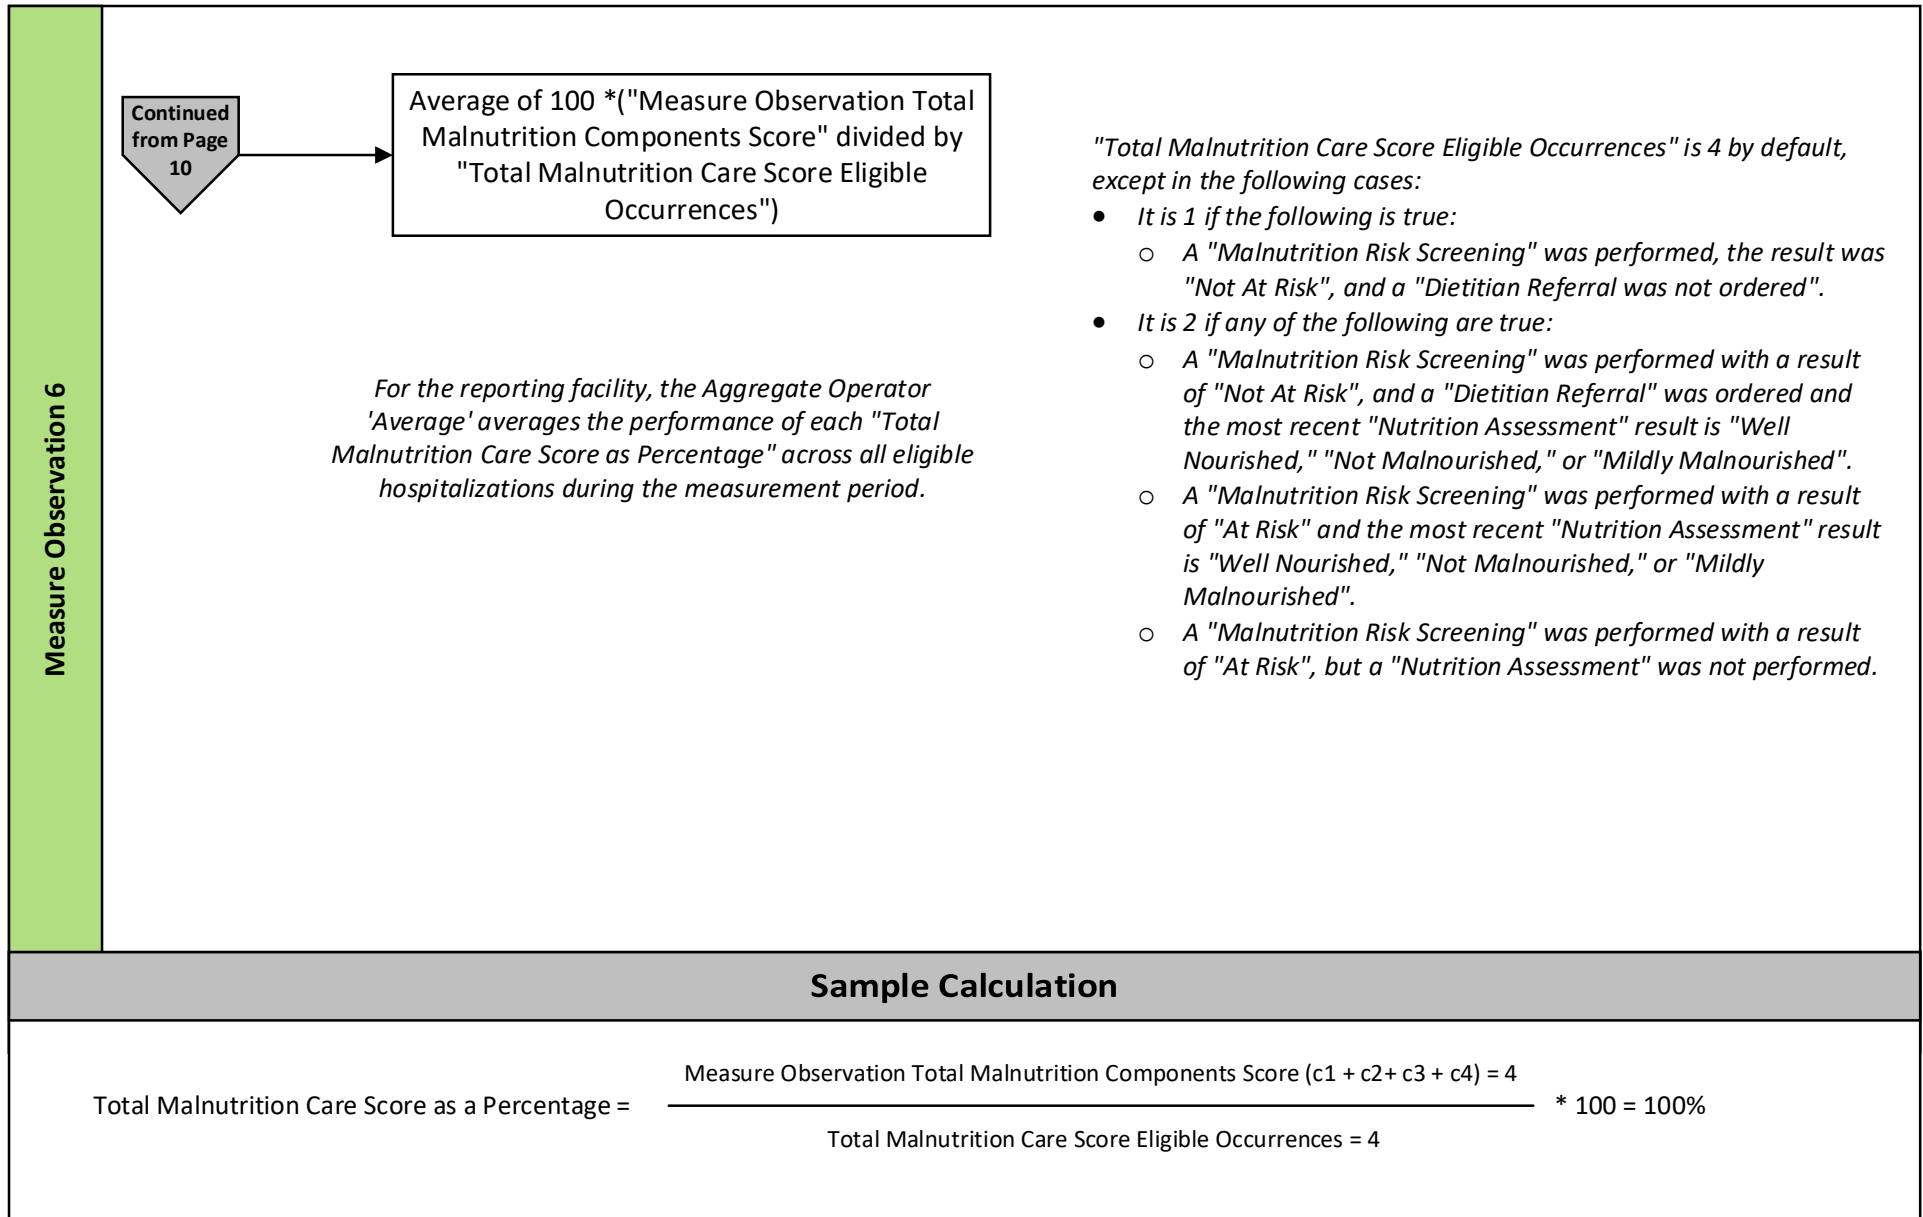 Measure Observation 6
Continued
from Page
10
Average of 100 *("Measure Observation Total
Malnutrition Components Score" divided by
"Total Malnutrition Care Score Eligible
Occurrences")
For the reporting facility, the Aggregate Operator
'Average' averages the performance of each "Total
Malnutrition Care Score as Percentage" across all eligible
hospitalizations during the measurement period.
"Total Malnutrition Care Score Eligible Occurrences" is 4 by default,
except in the following cases:
• It is 1 if the following is true:
o A "Malnutrition Risk Screening" was performed, the result was
"Not At Risk", and a "Dietitian Referral was not ordered".
• It is 2 if any of the following are true:
o A "Malnutrition Risk Screening" was performed with a result
of "Not At Risk", and a "Dietitian Referral" was ordered and
the most recent "Nutrition Assessment" result is "Well
Nourished," "Not Malnourished," or "Mildly Malnourished".
o A "Malnutrition Risk Screening" was performed with a result
of "At Risk" and the most recent "Nutrition Assessment" result
is "Well Nourished," "Not Malnourished," or "Mildly
Malnourished".
o A "Malnutrition Risk Screening" was performed with a result
of "At Risk", but a "Nutrition Assessment" was not performed.
Sample Calculation
Measure Observation Total Malnutrition Components Score (c1 + c2+ c3 + c4) = 4
Total Malnutrition Care Score as a Percentage = * 100 = 100%
Total Malnutrition Care Score Eligible Occurrences = 4